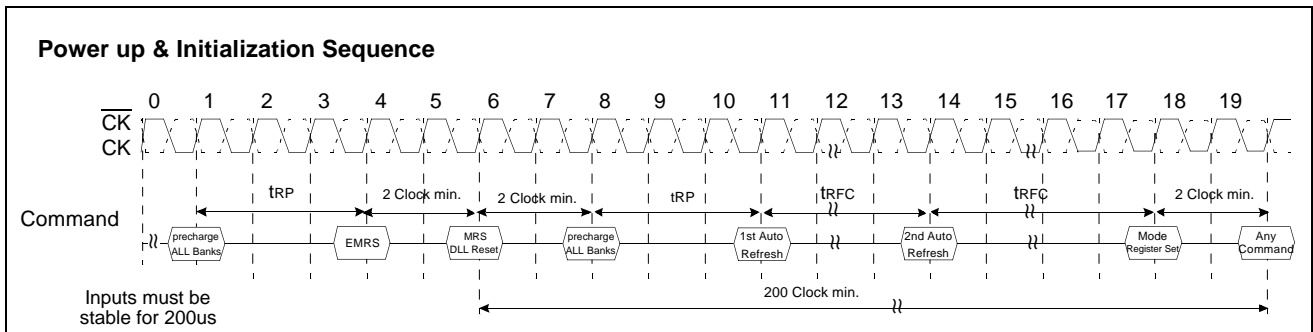 Power up & Initialization Sequence
0 1 2 3 4 5 6 7 8 9 10 11 12 13 14 15 16 17 18 19
CK
CK
tRP 2 Clock min. 2 Clock min. tRP tRFC tRFC 2 Clock min.
Command
precharge
ALL Banks
EMRS
MRS
DLL Reset
precharge
ALL Banks
1st Auto
Refresh
2nd Auto
Refresh
Mode
Register Set
Any
Command
200 Clock min.
Inputs must be
stable for 200us